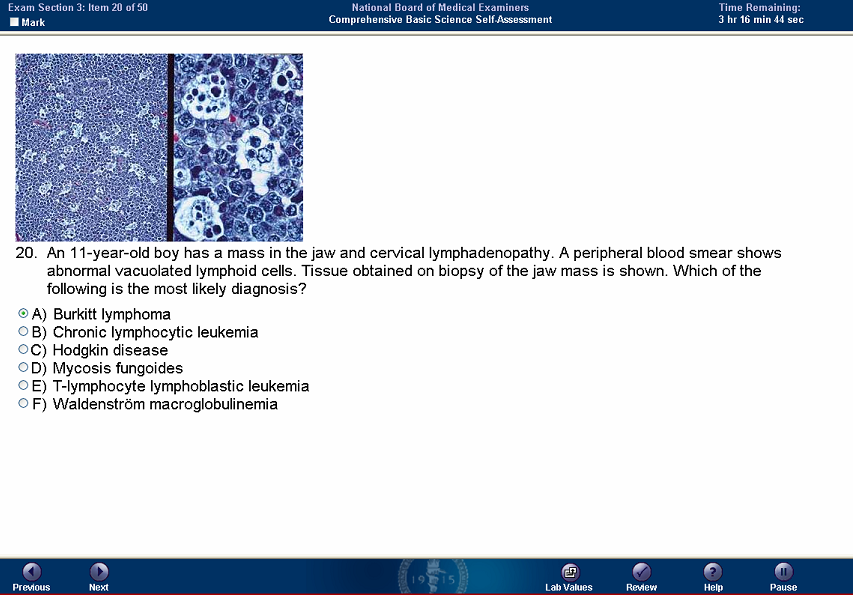 Exam Section 3: Item 20 of 50
National Board of Medical Examiners
Time Remaining:
Mark
Comprehensive Basic Science Self-Assessment
3 hr 16 min 44 sec
20. An 11-year-old boy has a mass in the jaw and cervical lymphadenopathy. A peripheral blood smear shows
abnormal vacuolated lymphoid cells. Tissue obtained on biopsy of the jaw mass is shown. Which of the
following is the most likely diagnosis?
A) Burkitt lymphoma
B) Chronic lymphocytic leukemia
C) Hodgkin disease
D) Mycosis fungoides
E) T-lymphocyte lymphoblastic leukemia
F) Waldenström macroglobulinemia
1915
Previous
Next
Lab Values
Review
Help
Pause